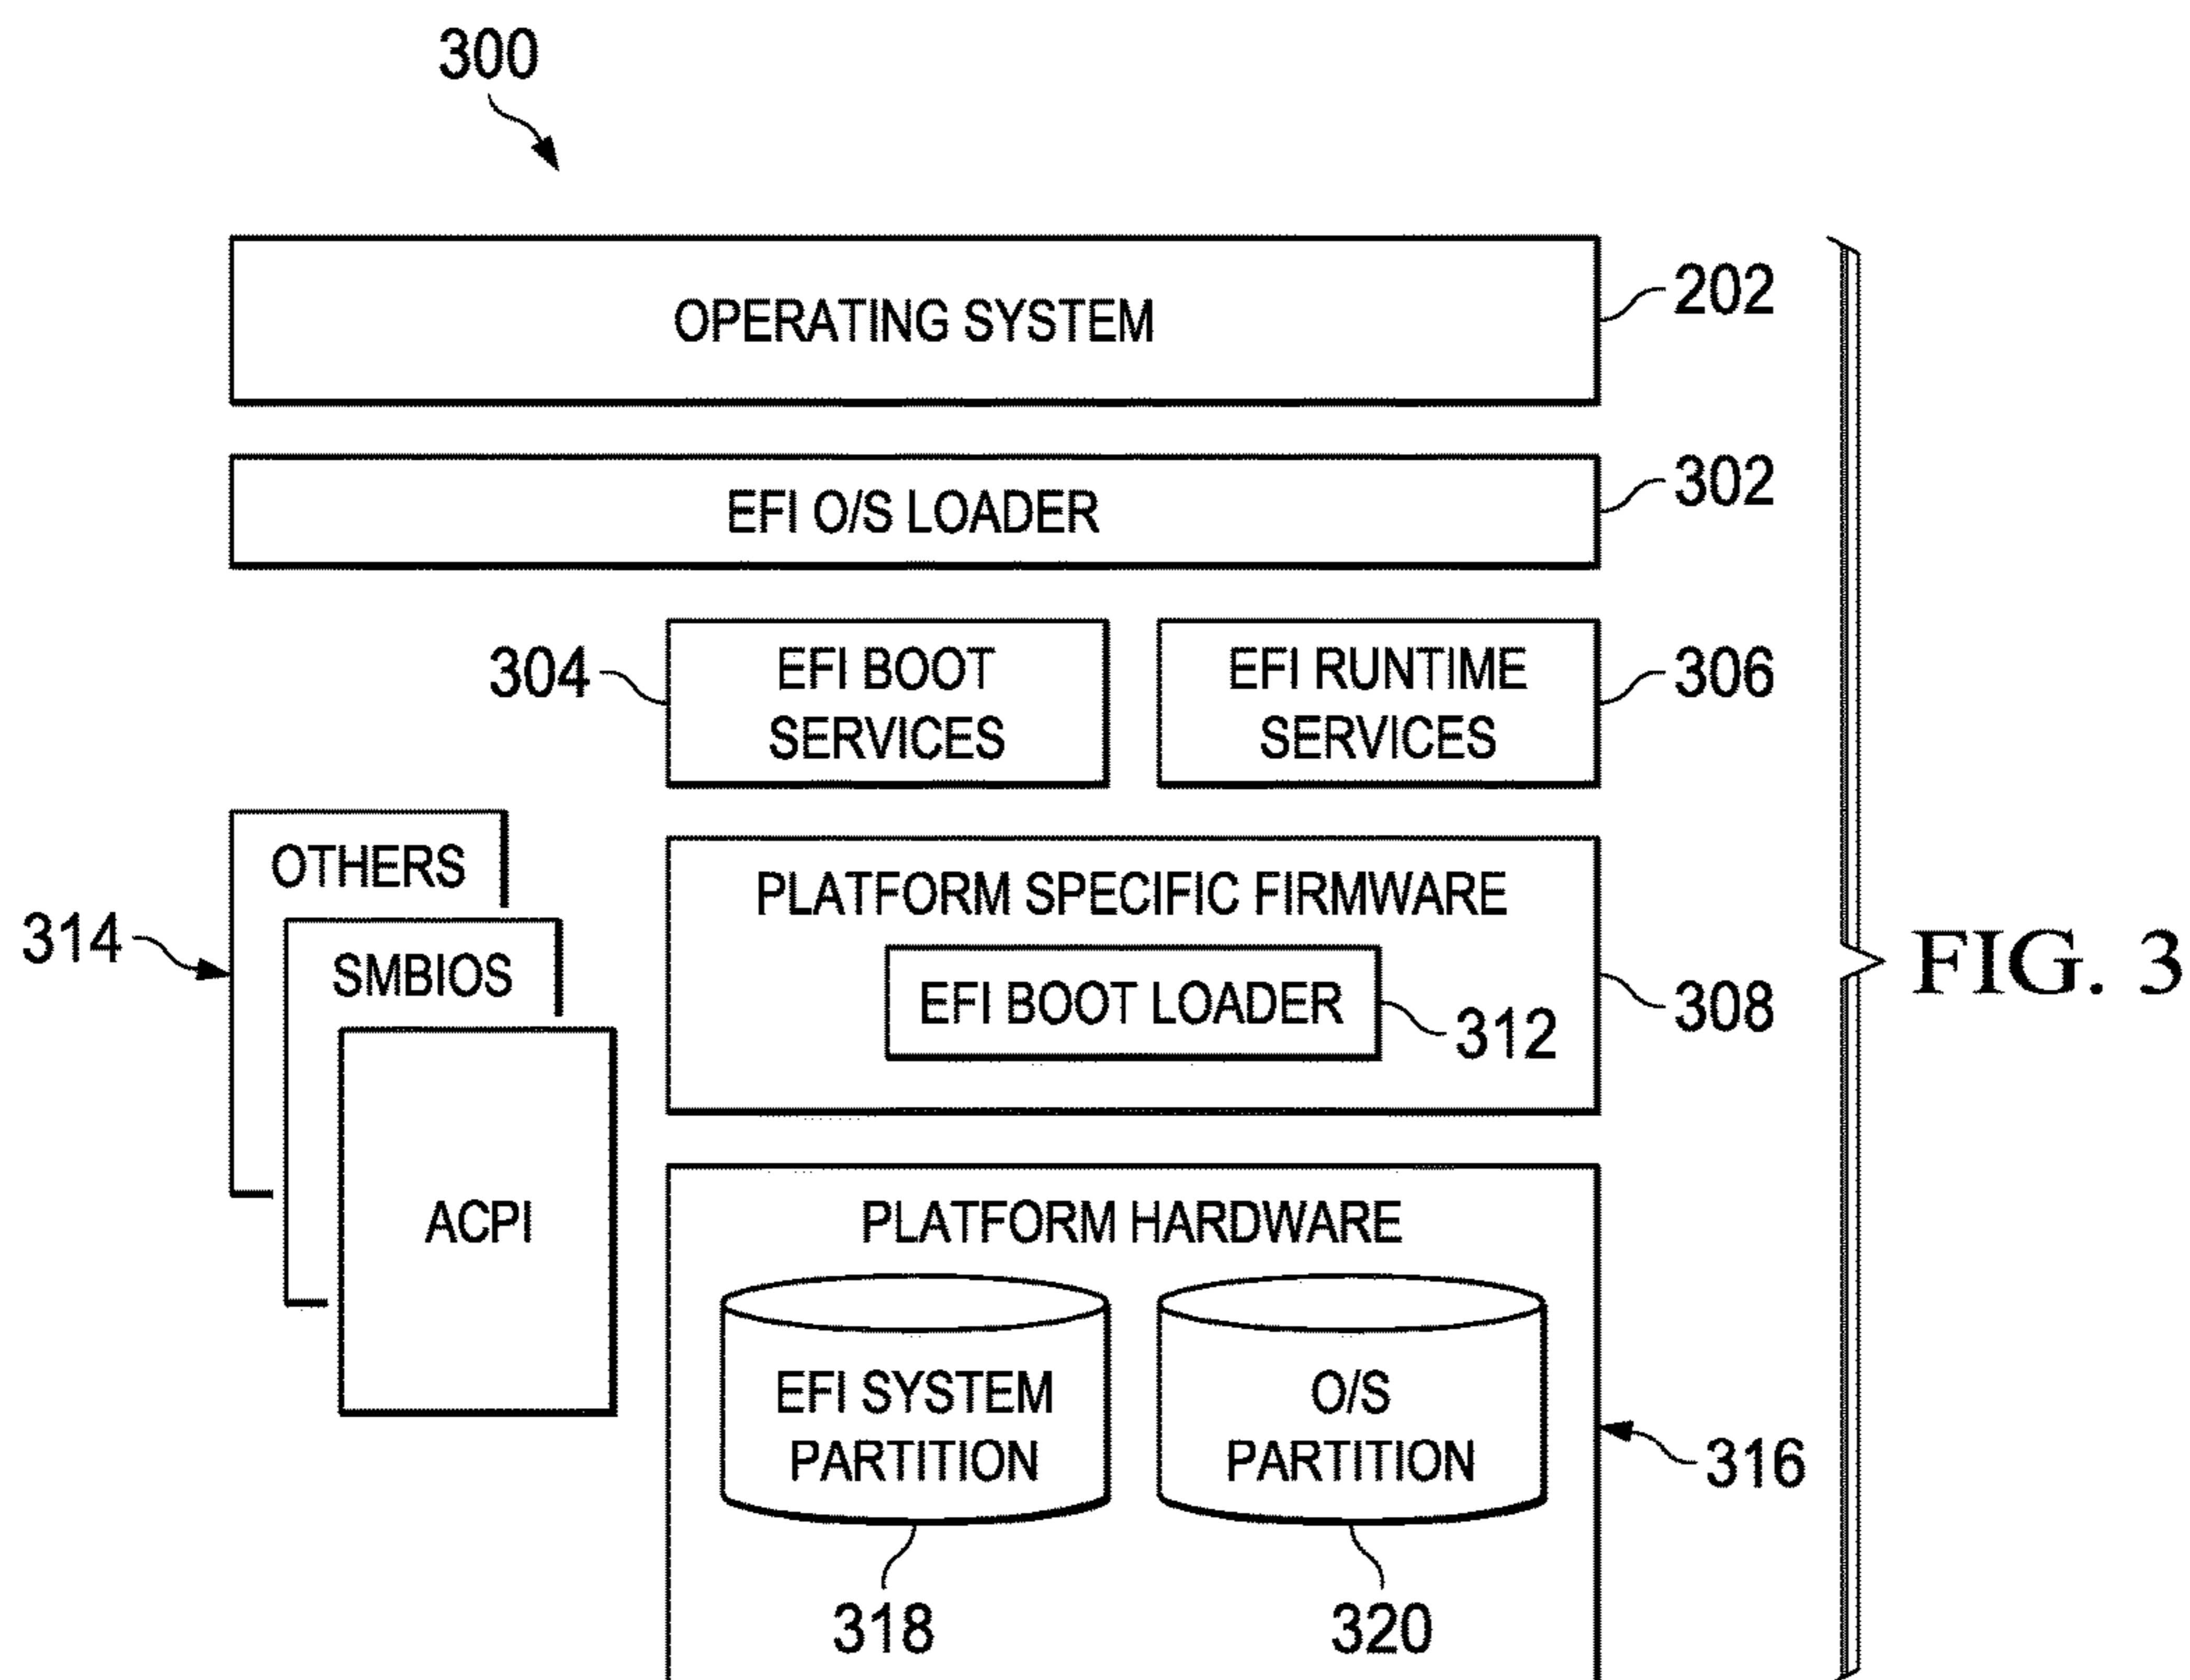 300
OPERATING SYSTEM
202
EFI O/S LOADER
302
304
EFI BOOT
SERVICES
EFI RUNTIME
SERVICES
306
OTHERS
SMBIOS
ACPI
314
PLATFORM SPECIFIC FIRMWARE
EFI BOOT LOADER
312
308
FIG. 3
PLATFORM HARDWARE
EFI SYSTEM
PARTITION
O/S
PARTITION
316
318
320